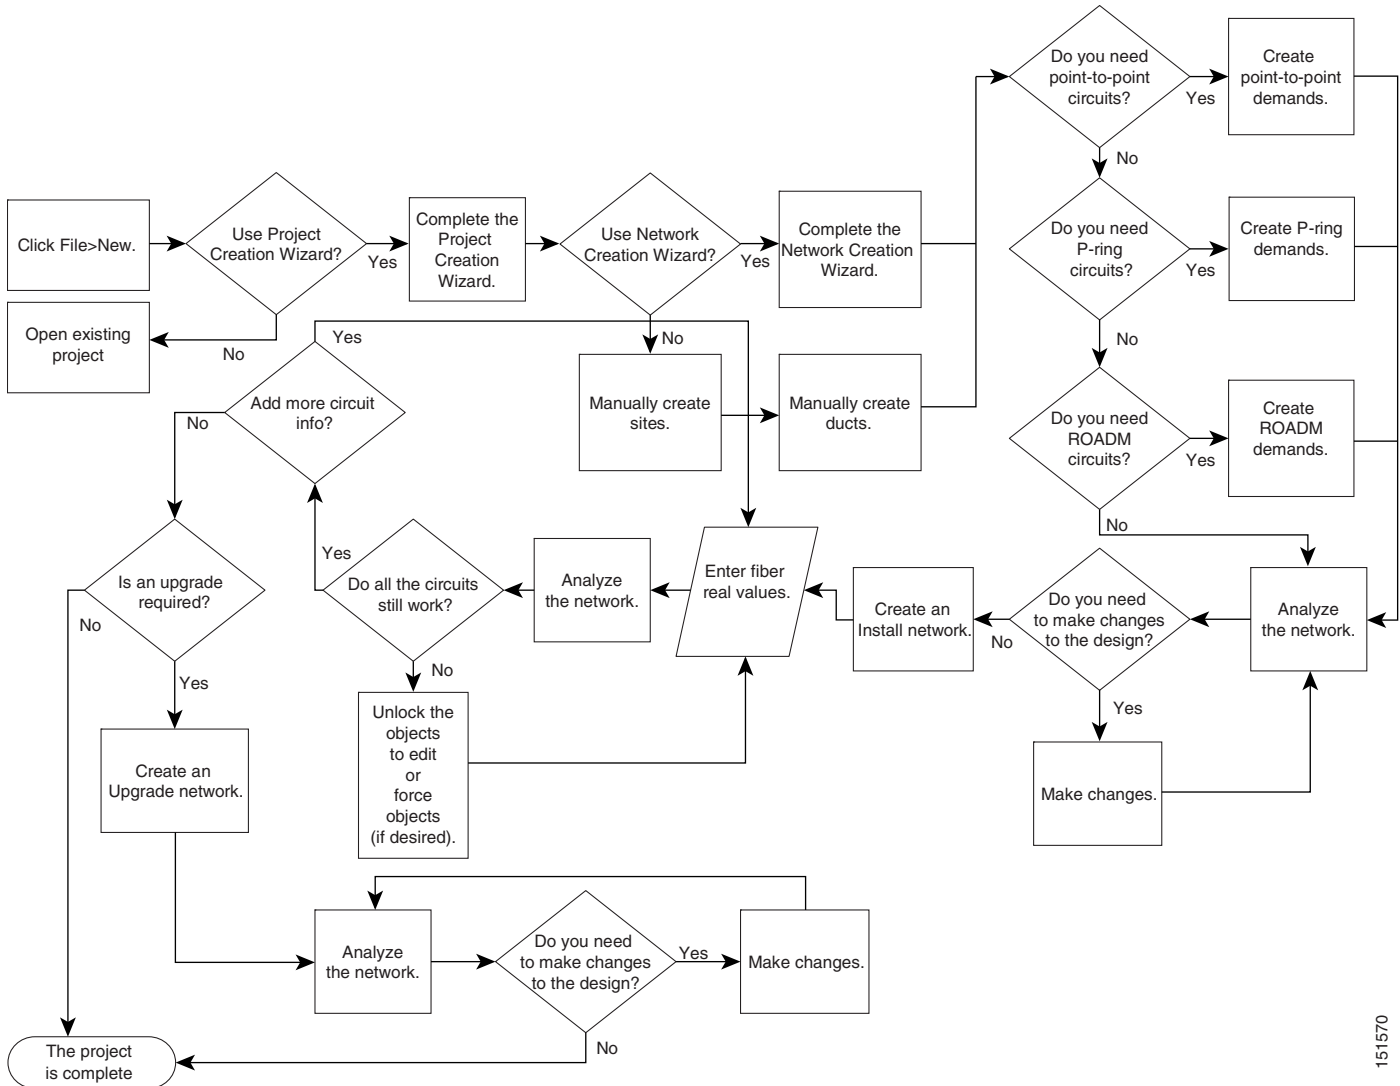 Do you need
point-to-point
circuits?
Yes
Create
point-to-point
demands.
No
Click File>New.
Use Project
Creation Wizard?
Yes
Complete the
Project
Creation
Wizard.
Use Network
Creation Wizard?
Yes
Complete the
Network Creation
Wizard.
Do you need
P-ring
circuits?
Yes
Create P-ring
demands.
Open existing
project
No
Yes
No
No
Add more circuit
info?
No
Manually create
sites.
Manually create
ducts.
Do you need
ROADM
circuits?
Yes
Create
ROADM
demands.
No
Is an upgrade
required?
No
Yes
Yes
Do all the circuits
still work?
No
Analyze
the network.
Enter fiber
real values.
Create an
Install network.
No
Do you need
to make changes
to the design?
Yes
Analyze
the network.
Unlock the
objects
to edit
or
force
objects
(if desired).
Create an
Upgrade network.
Make changes.
Analyze
the network.
Do you need
to make changes
to the design?
Yes
Make changes.
No
The project
is complete
151570